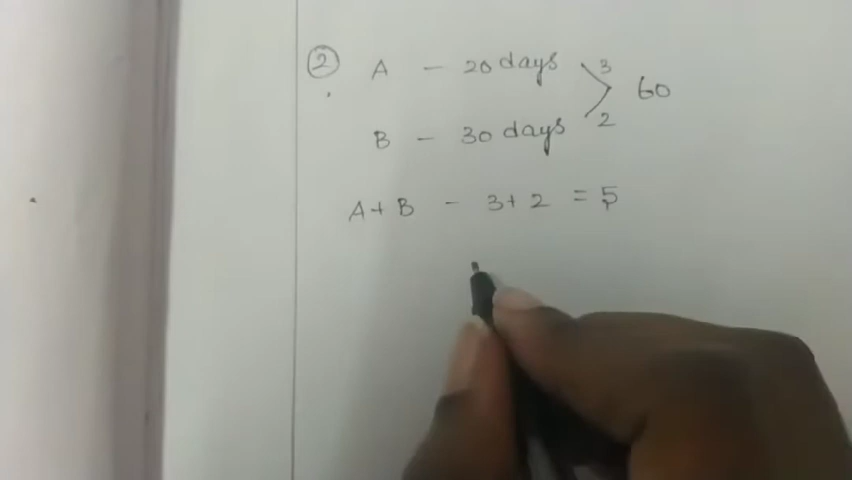 ② A - 20 days 3
60
B - 30 days 2
A + B - 3 + 2 = 5